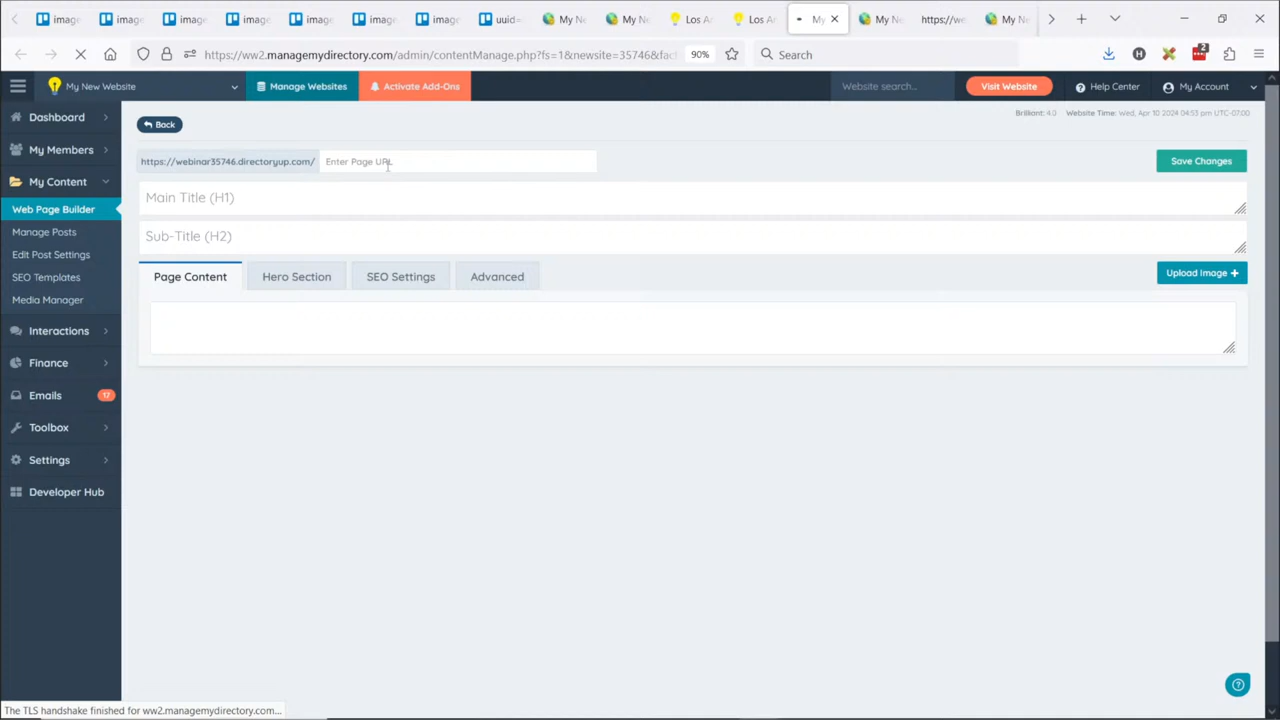 image
image
image
image
image
image
image
uuid=
My Ne
My Ne
Los A
Los A
My
My Ne
https://we
My Ne
https://ww2.managemydirectory.com/admin/contentManage.php?fs=1&newsite=35746&fact
90%
Search
2
My New Website
Manage Websites
Activate Add-Ons
Website search..
Visit Website
Help Center
My Account
Brilliant: 4.0
Website Time: Wed, Apr 10 2024 04:53 pm UTC-07:00
Dashboard
My Members
My Content
Web Page Builder
Manage Posts
Edit Post Settings
SEO Templates
Media Manager
Interactions
Finance
Emails
17
Toolbox
Settings
Developer Hub
Back
https://webinar35746.directoryup.com/
Enter Page URL
Save Changes
Main Title (H1)
Sub-Title (H2)
Page Content
Hero Section
SEO Settings
Advanced
Upload Image +
The TLS handshake finished for ww2.managemydirectory.com...